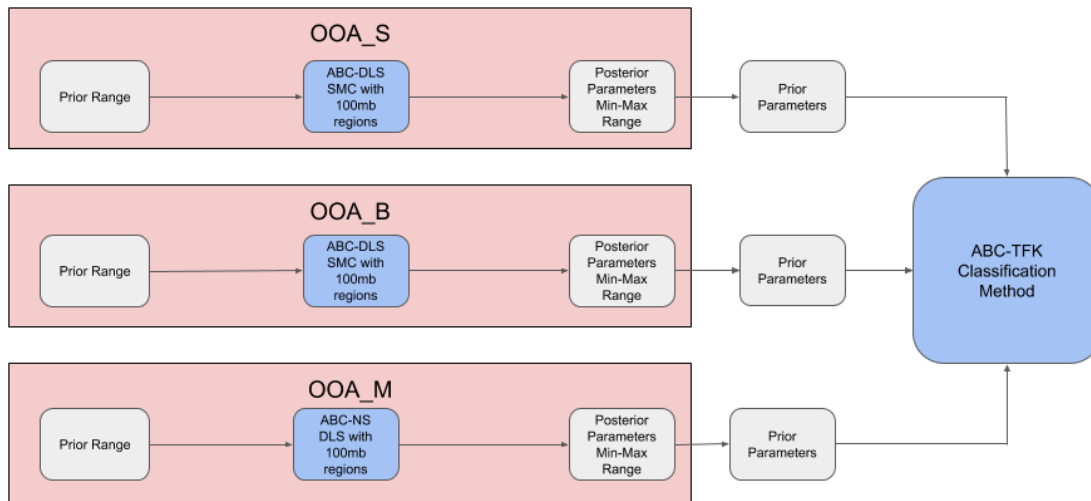 OOA_S
Prior Range
ABC-DLS
SMC with
100mb
regions
Posterior
Parameters
Min-Max
Range
Prior
Parameters
OOA_B
Prior Range
ABC-DLS
SMC with
100mb
regions
Posterior
Parameters
Min-Max
Range
Prior
Parameters
ABC-TFK
Classification
Method
OOA_M
Prior Range
ABC-NS
DLS with
100mb
regions
Posterior
Parameters
Min-Max
Range
Prior
Parameters